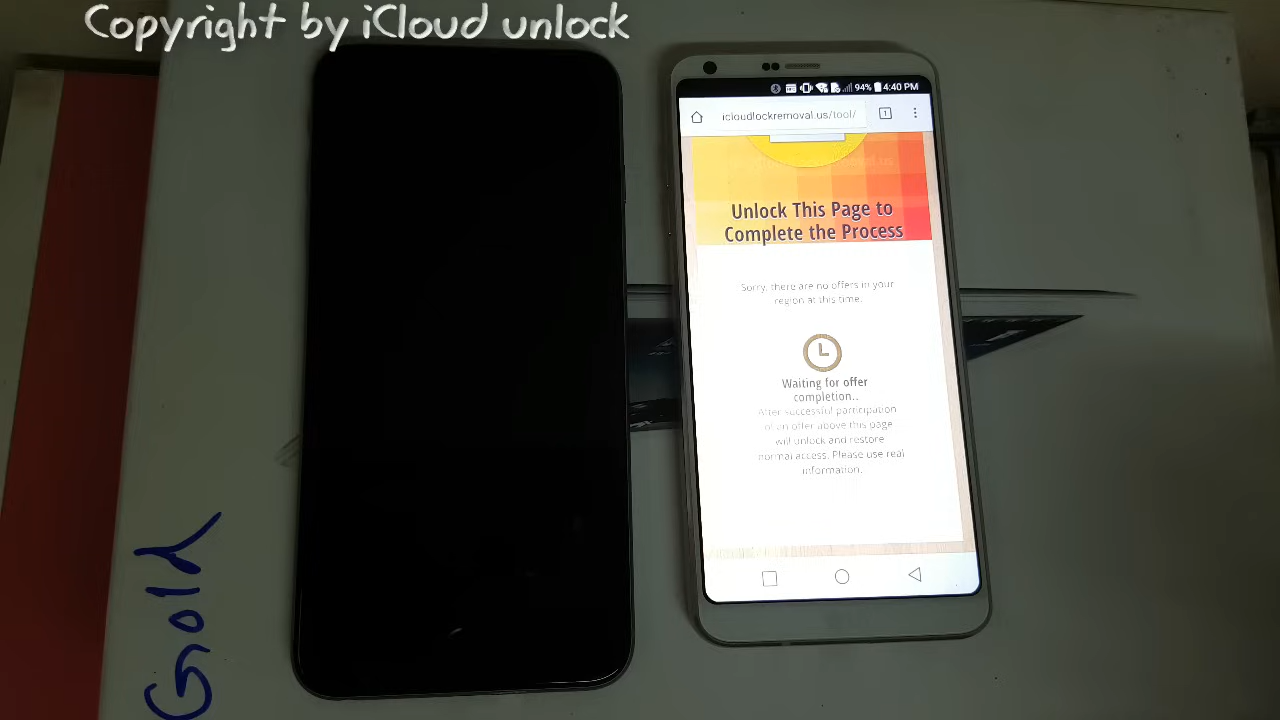 Copyright by iCloud unlock
94% 4:40 PM
icloudlockremoval.us/tool/
1
Unlock This Page to
Complete the Process
Sorry, there are no offers in your
region at this time.
Waiting for offer
completion..
After successful participation
of an offer above this page
will unlock and restore
normal access. Please use real
information.
Gold